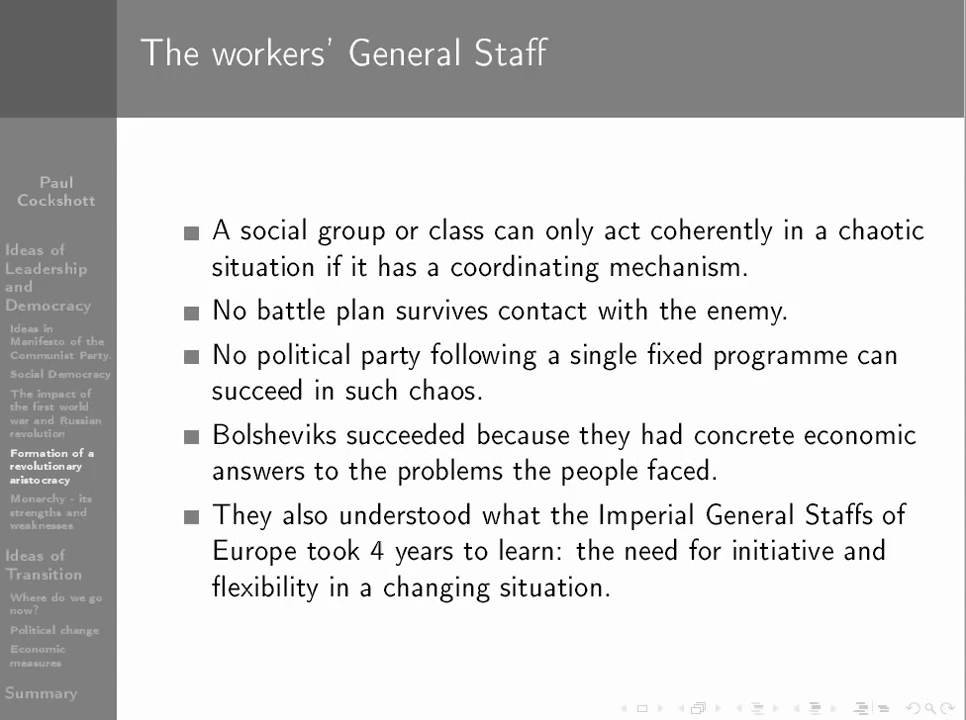 The workers' General Staff
Paul
Cockshott
Ideas of
Leadership
and
Democracy
Ideas in
Manifesto of the
Communist Party.
Social Democracy
The impact of
the first world
war and Russian
revolution
Formation of a
revolutionary
aristocracy
Monarchy - its
strengths and
weaknesses
Ideas of
Transition
Where do we go
now?
Political change
Economic
measures
Summary
A social group or class can only act coherently in a chaotic
situation if it has a coordinating mechanism.
No battle plan survives contact with the enemy.
No political party following a single fixed programme can
succeed in such chaos.
Bolsheviks succeeded because they had concrete economic
answers to the problems the people faced.
They also understood what the Imperial General Staffs of
Europe took 4 years to learn: the need for initiative and
flexibility in a changing situation.